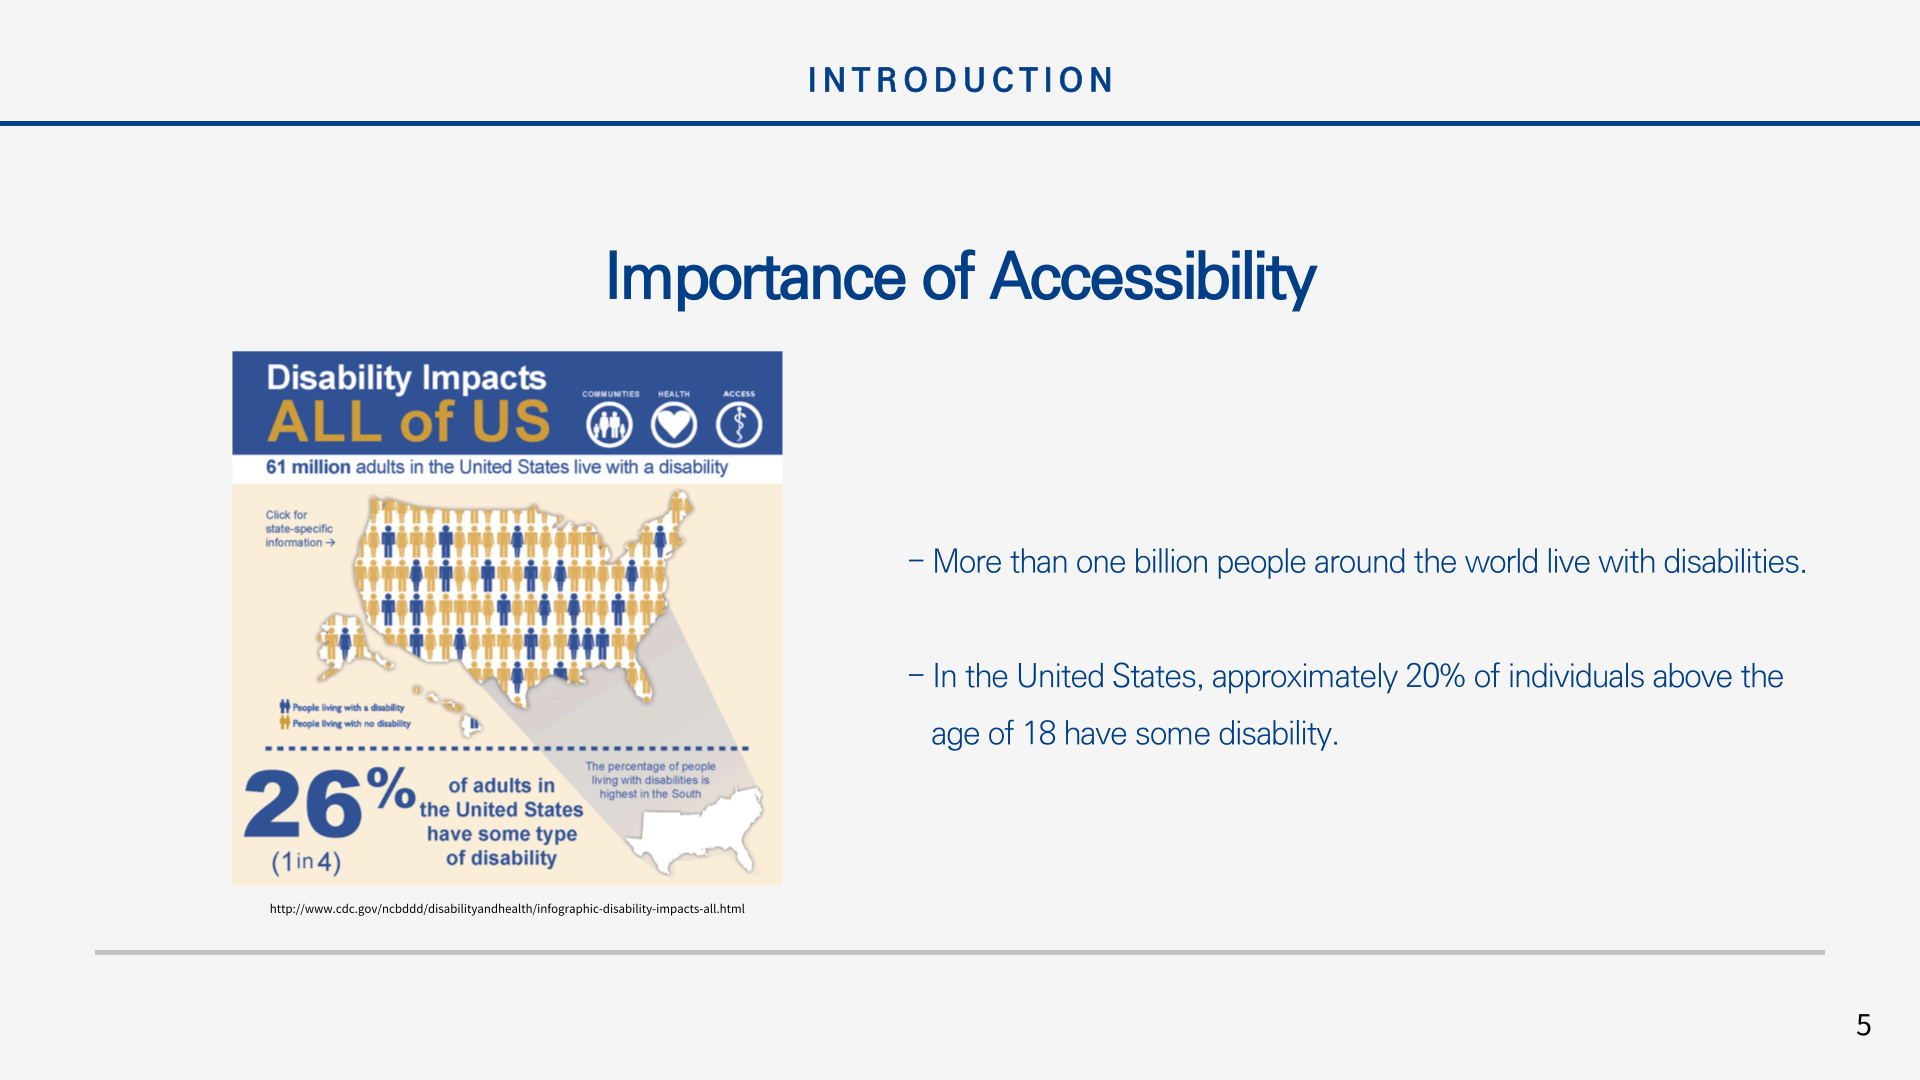 INTRODUCTION
Importance of Accessibility
Disability Impacts
ALL of US
COMMUNITIES HEALTH ACCESS
61 million adults in the United States live with a disability
Click for
state-specific
information →
People living with a disability
People living with no disability
26%
(1 in 4)
of adults in
the United States
have some type
of disability
The percentage of people
living with disabilities is
highest in the South
http://www.cdc.gov/ncbddd/disabilityandhealth/infographic-disability-impacts-all.html
– More than one billion people around the world live with disabilities.
– In the United States, approximately 20% of individuals above the
age of 18 have some disability.
5